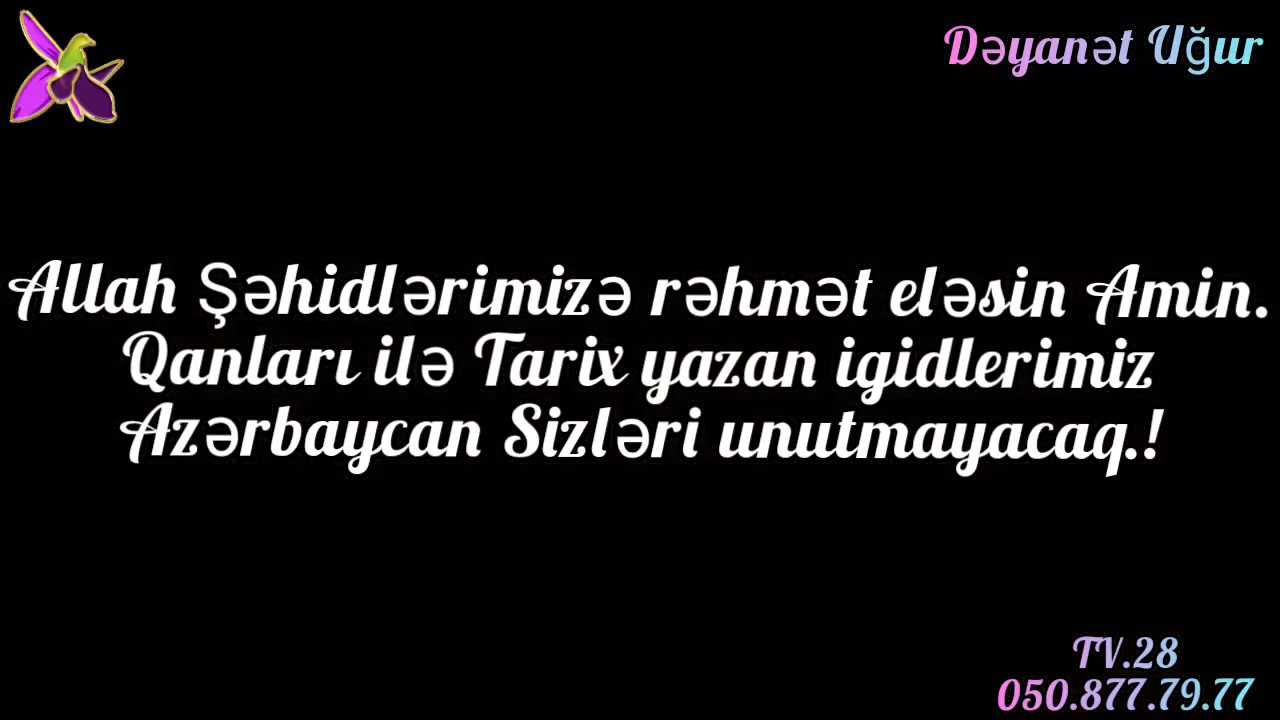 Dəyanət Uğur
Allah Şəhidlərimizə rəhmət eləsin Amin.
Qanları ilə Tarix yazan igidlerimiz
Azərbaycan Sizləri unutmayacaq.!
TV.28
050.877.79.77